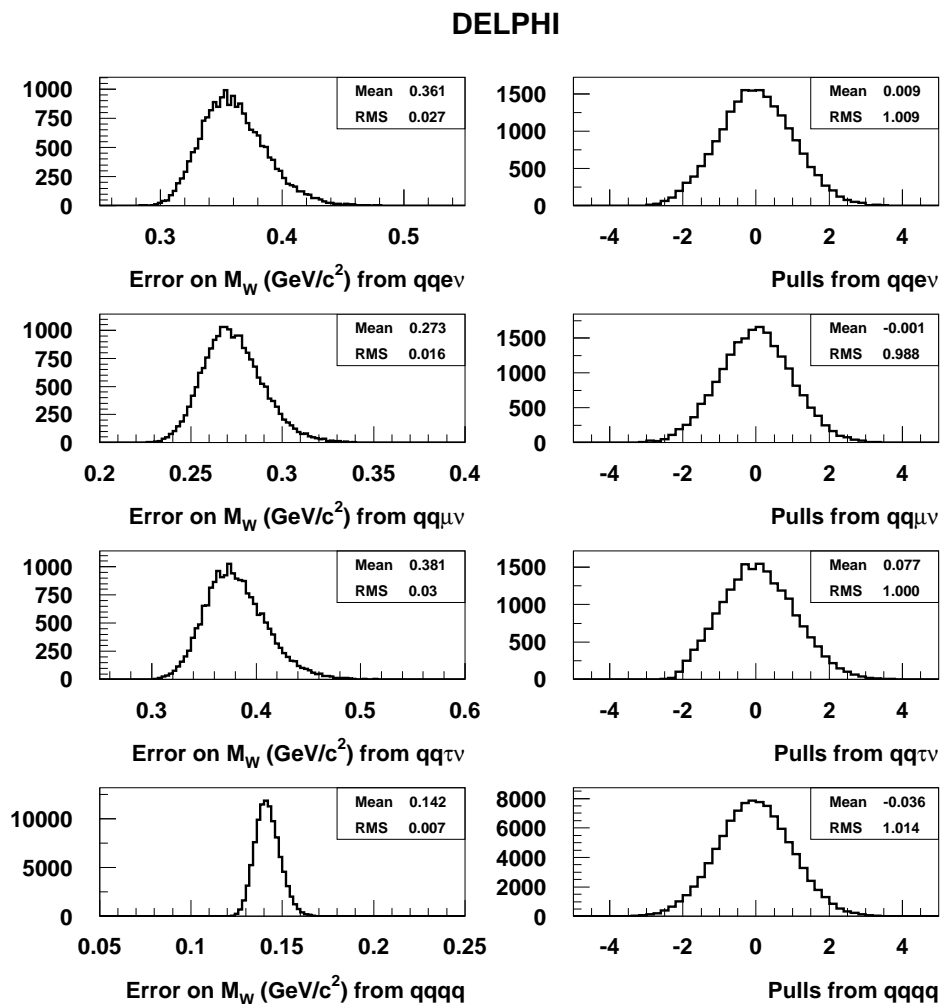 DELPHI
1000
750
500
250
0
Mean 0.361
RMS 0.027
0.3 0.4 0.5
Error on M_W (GeV/c²) from qqeν
1500
1000
500
0
Mean 0.009
RMS 1.009
-4 -2 0 2 4
Pulls from qqeν
1000
750
500
250
0
Mean 0.273
RMS 0.016
0.2 0.25 0.3 0.35 0.4
Error on M_W (GeV/c²) from qqμν
1500
1000
500
0
Mean -0.001
RMS 0.988
-4 -2 0 2 4
Pulls from qqμν
1000
750
500
250
0
Mean 0.381
RMS 0.03
0.3 0.4 0.5 0.6
Error on M_W (GeV/c²) from qqτν
1500
1000
500
0
Mean 0.077
RMS 1.000
-4 -2 0 2 4
Pulls from qqτν
10000
5000
0
Mean 0.142
RMS 0.007
0.05 0.1 0.15 0.2 0.25
Error on M_W (GeV/c²) from qqqq
8000
6000
4000
2000
0
Mean -0.036
RMS 1.014
-4 -2 0 2 4
Pulls from qqqq